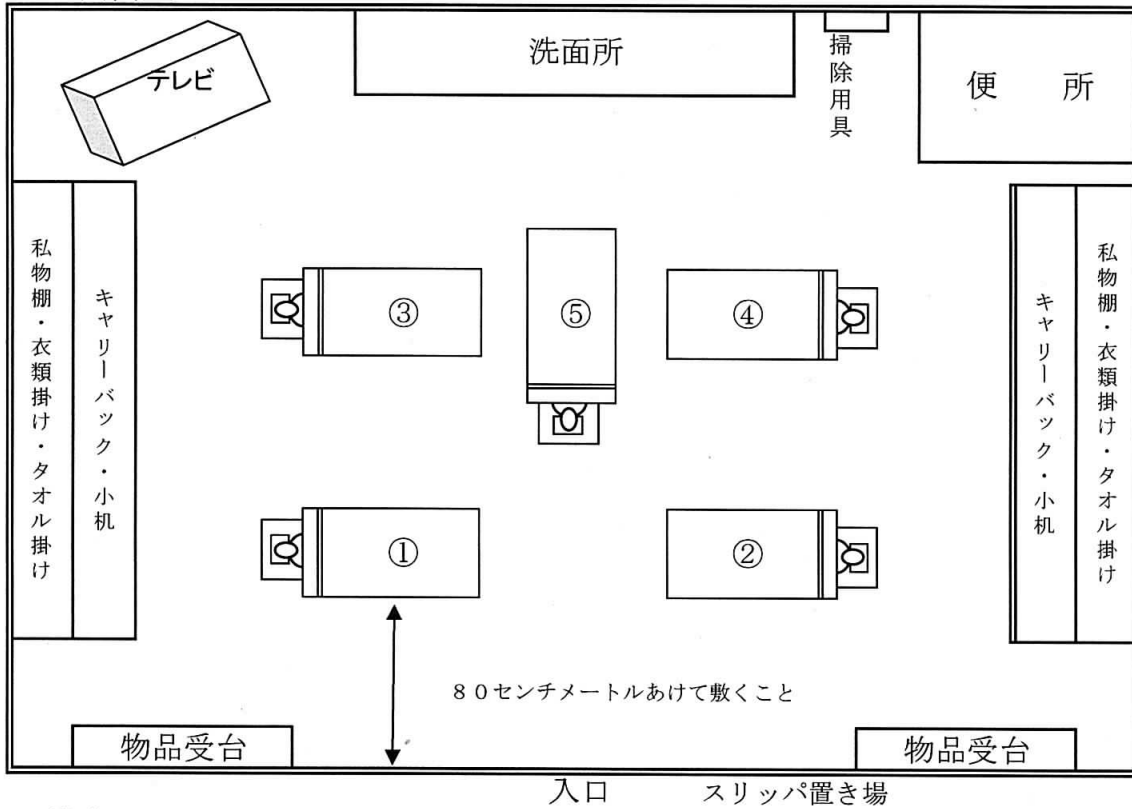 テレビ
洗面所
掃除用具
便　所
私物棚・衣類掛け・タオル掛け
キャリーバック・小机
③
⑤
④
キャリーバック・小机
私物棚・衣類掛け・タオル掛け
①
②
８０センチメートルあけて敷くこと
物品受台
物品受台
入口
スリッパ置き場